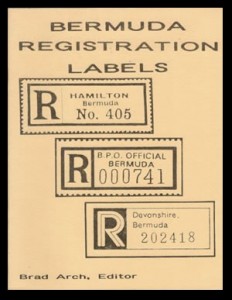 BERMUDA
REGISTRATION
LABELS
R
HAMILTON
Bermuda
No. 405
R
B.P.O. OFFICIAL
BERMUDA
000741
R
Devonshire,
Bermuda
202418
Brad Arch, Editor